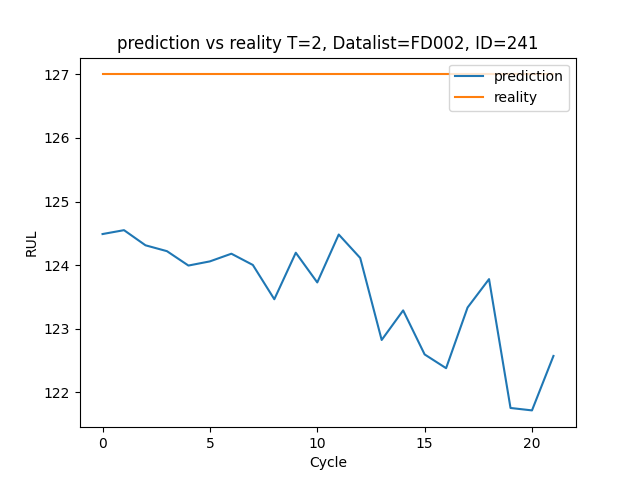 prediction vs reality T=2, Datalist=FD002, ID=241
127
126
125
124
123
122
RUL
prediction
reality
0
5
10
15
20
Cycle